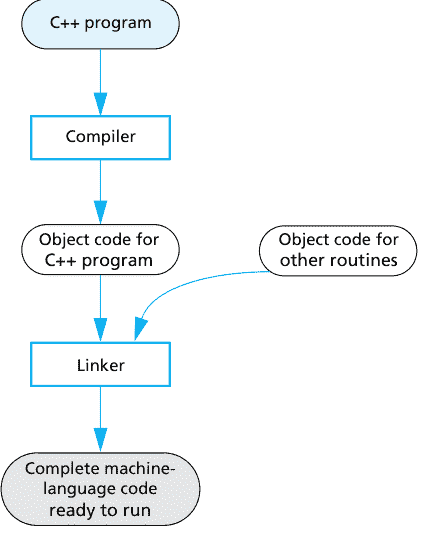 C++ program
Compiler
Object code for
C++ program
Object code for
other routines
Linker
Complete machine-
language code
ready to run